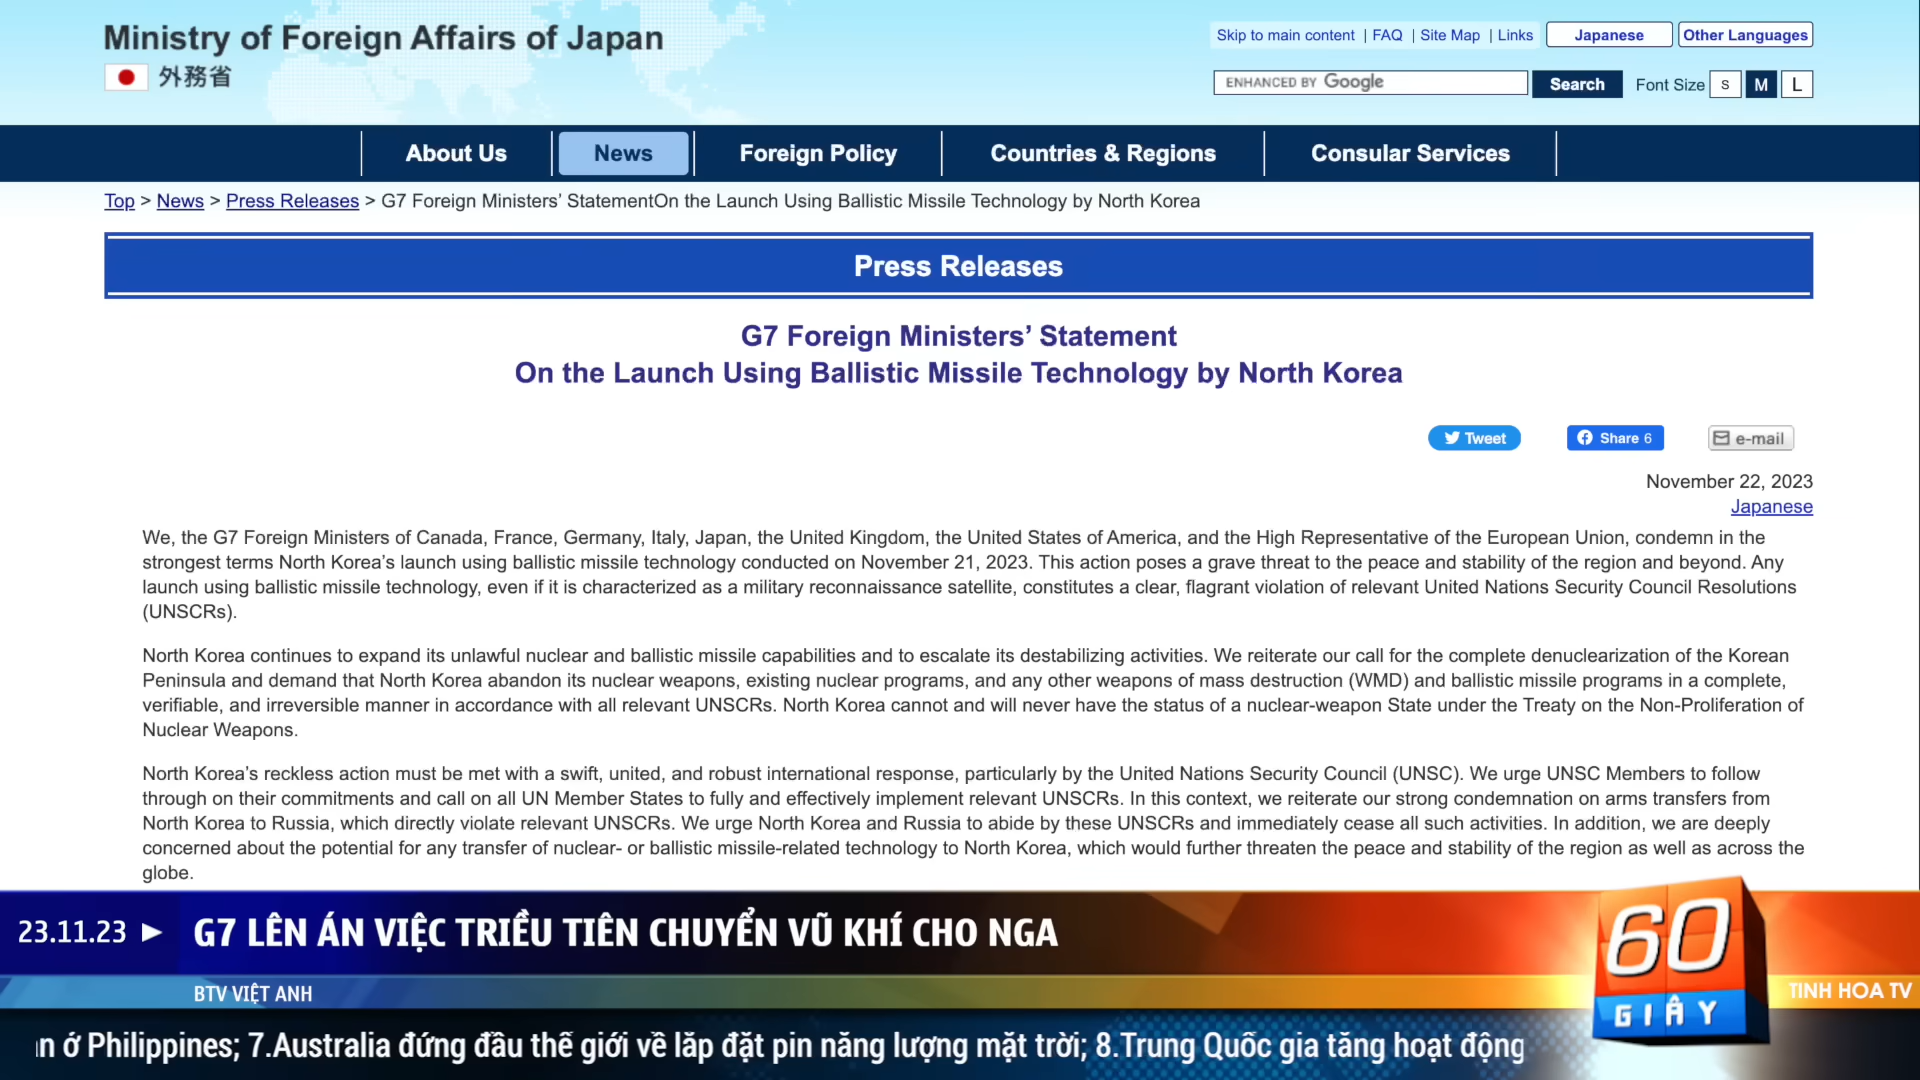 Ministry of Foreign Affairs of Japan
外務省
Skip to main content | FAQ | Site Map | Links
Japanese
Other Languages
ENHANCED BY Google
Search
Font Size S M L
About Us
News
Foreign Policy
Countries & Regions
Consular Services
Top > News > Press Releases > G7 Foreign Ministers’ StatementOn the Launch Using Ballistic Missile Technology by North Korea
Press Releases
G7 Foreign Ministers’ Statement
On the Launch Using Ballistic Missile Technology by North Korea
Tweet
Share 6
e-mail
November 22, 2023
Japanese
We, the G7 Foreign Ministers of Canada, France, Germany, Italy, Japan, the United Kingdom, the United States of America, and the High Representative of the European Union, condemn in the
strongest terms North Korea’s launch using ballistic missile technology conducted on November 21, 2023. This action poses a grave threat to the peace and stability of the region and beyond. Any
launch using ballistic missile technology, even if it is characterized as a military reconnaissance satellite, constitutes a clear, flagrant violation of relevant United Nations Security Council Resolutions
(UNSCRs).
North Korea continues to expand its unlawful nuclear and ballistic missile capabilities and to escalate its destabilizing activities. We reiterate our call for the complete denuclearization of the Korean
Peninsula and demand that North Korea abandon its nuclear weapons, existing nuclear programs, and any other weapons of mass destruction (WMD) and ballistic missile programs in a complete,
verifiable, and irreversible manner in accordance with all relevant UNSCRs. North Korea cannot and will never have the status of a nuclear-weapon State under the Treaty on the Non-Proliferation of
Nuclear Weapons.
North Korea’s reckless action must be met with a swift, united, and robust international response, particularly by the United Nations Security Council (UNSC). We urge UNSC Members to follow
through on their commitments and call on all UN Member States to fully and effectively implement relevant UNSCRs. In this context, we reiterate our strong condemnation on arms transfers from
North Korea to Russia, which directly violate relevant UNSCRs. We urge North Korea and Russia to abide by these UNSCRs and immediately cease all such activities. In addition, we are deeply
concerned about the potential for any transfer of nuclear- or ballistic missile-related technology to North Korea, which would further threaten the peace and stability of the region as well as across the
globe.
23.11.23
G7 LÊN ÁN VIỆC TRIỀU TIÊN CHUYỂN VŨ KHÍ CHO NGA
BTV VIỆT ANH
60
GIÂY
TINH HOA TV
ở Philippines; 7.Australia đứng đầu thế giới về lắp đặt pin năng lượng mặt trời; 8.Trung Quốc gia tăng hoạt động